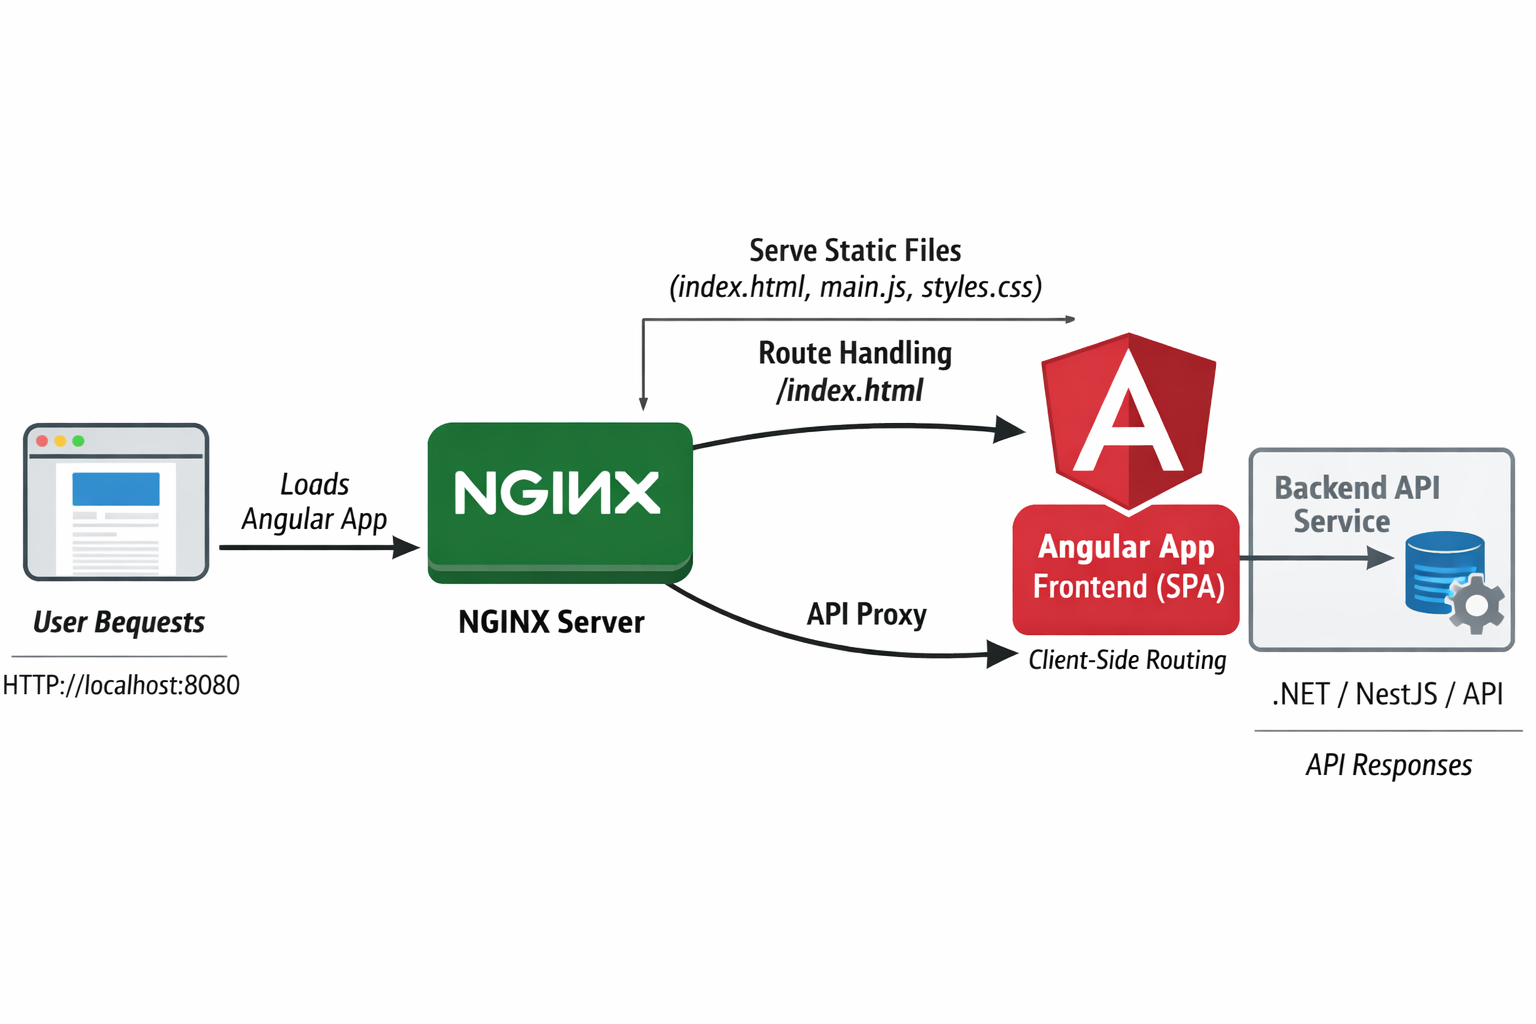 Serve Static Files
(index.html, main.js, styles.css)
Route Handling
/index.html
Loads
Angular App
NGINX
NGINX Server
User Bequests
HTTP://localhost:8080
API Proxy
A
Angular App
Frontend (SPA)
Client-Side Routing
Backend API
Service
.NET / NestJS / API
API Responses